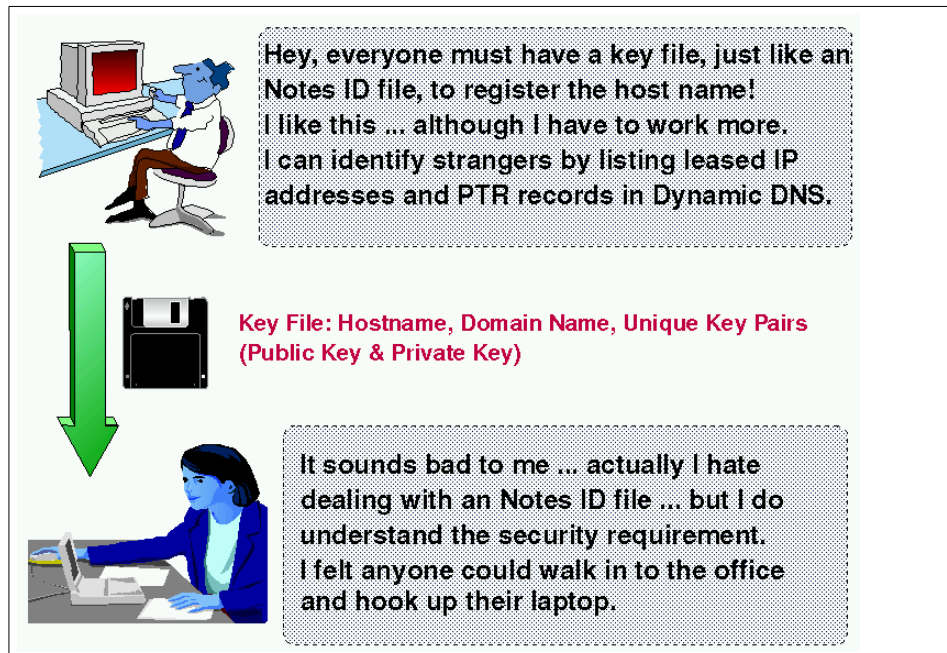 Hey, everyone must have a key file, just like an
Notes ID file, to register the host name!
I like this ... although I have to work more.
I can identify strangers by listing leased IP
addresses and PTR records in Dynamic DNS.
Key File: Hostname, Domain Name, Unique Key Pairs
(Public Key & Private Key)
It sounds bad to me ... actually I hate
dealing with an Notes ID file ... but I do
understand the security requirement.
I felt anyone could walk in to the office
and hook up their laptop.